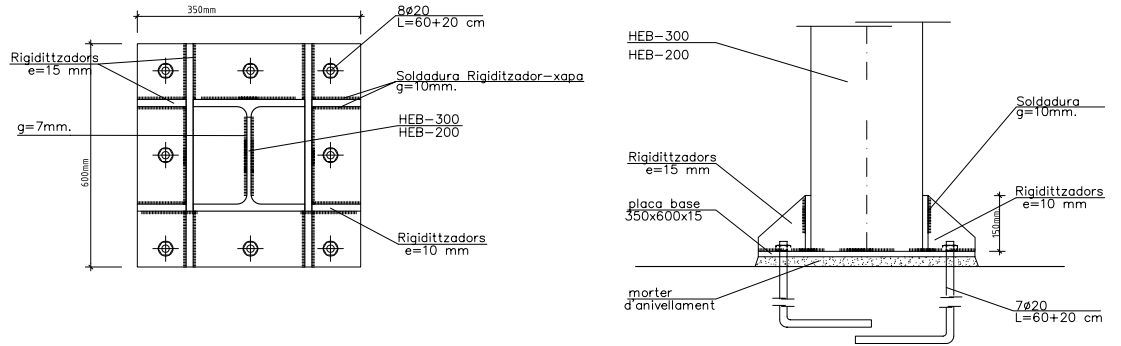 350mm
8ø20
L=60+20 cm
Rigidittzadors
e=15 mm
Soldadura Rigiditzador-xapa
g=10mm.
g=7mm.
HEB-300
HEB-200
600mm
Rigidittzadors
e=10 mm
HEB-300
HEB-200
Soldadura
g=10mm.
Rigidittzadors
e=15 mm
placa base
350x600x15
Rigidittzadors
e=10 mm
150mm
morter
d'anivellament
7ø20
L=60+20 cm